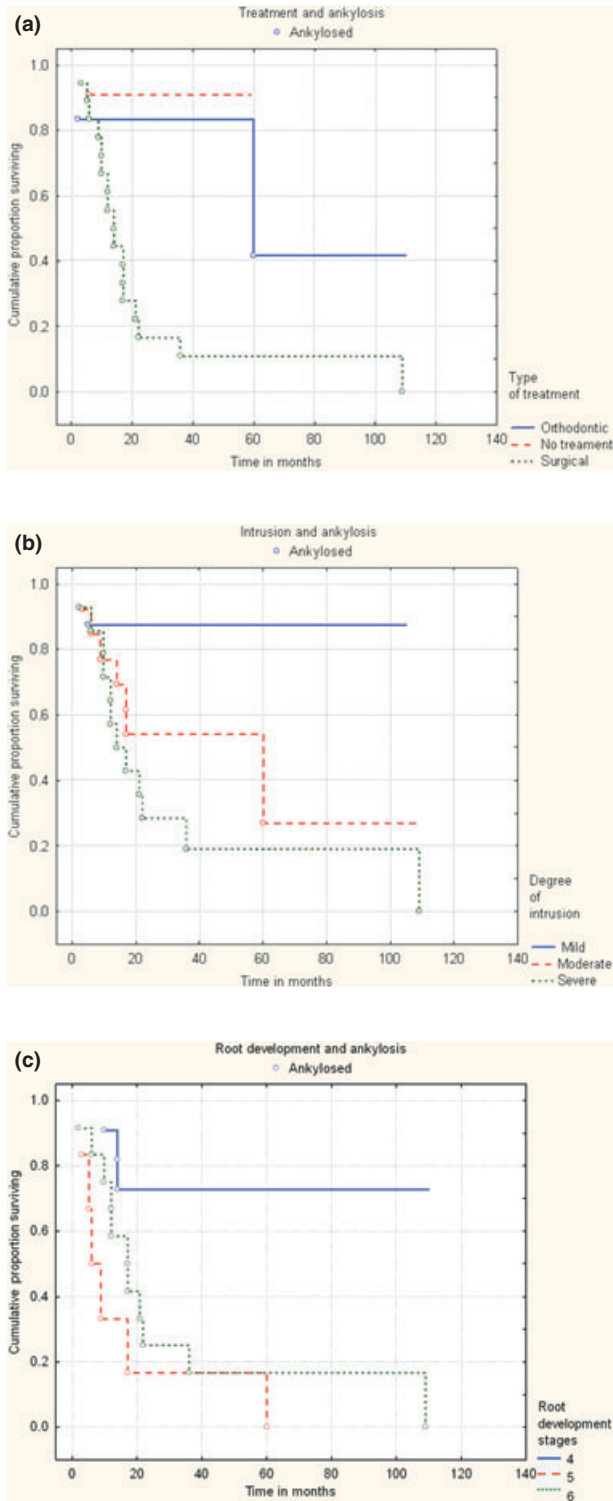 (a)
Treatment and ankylosis
Ankylosed
Cumulative proportion surviving
1.0
0.8
0.6
0.4
0.2
0.0
0 20 40 60 80 100 120 140
Time in months
Type
of treatment
Orthodontic
No treament
Surgical
(b)
Intrusion and ankylosis
Ankylosed
Cumulative proportion surviving
1.0
0.8
0.6
0.4
0.2
0.0
0 20 40 60 80 100 120 140
Time in months
Degree
of
intrusion
Mild
Moderate
Severe
(c)
Root development and ankylosis
Ankylosed
Cumulative proportion surviving
1.0
0.8
0.6
0.4
0.2
0.0
0 20 40 60 80 100 120 140
Time in months
Root
development
stages
4
5
6